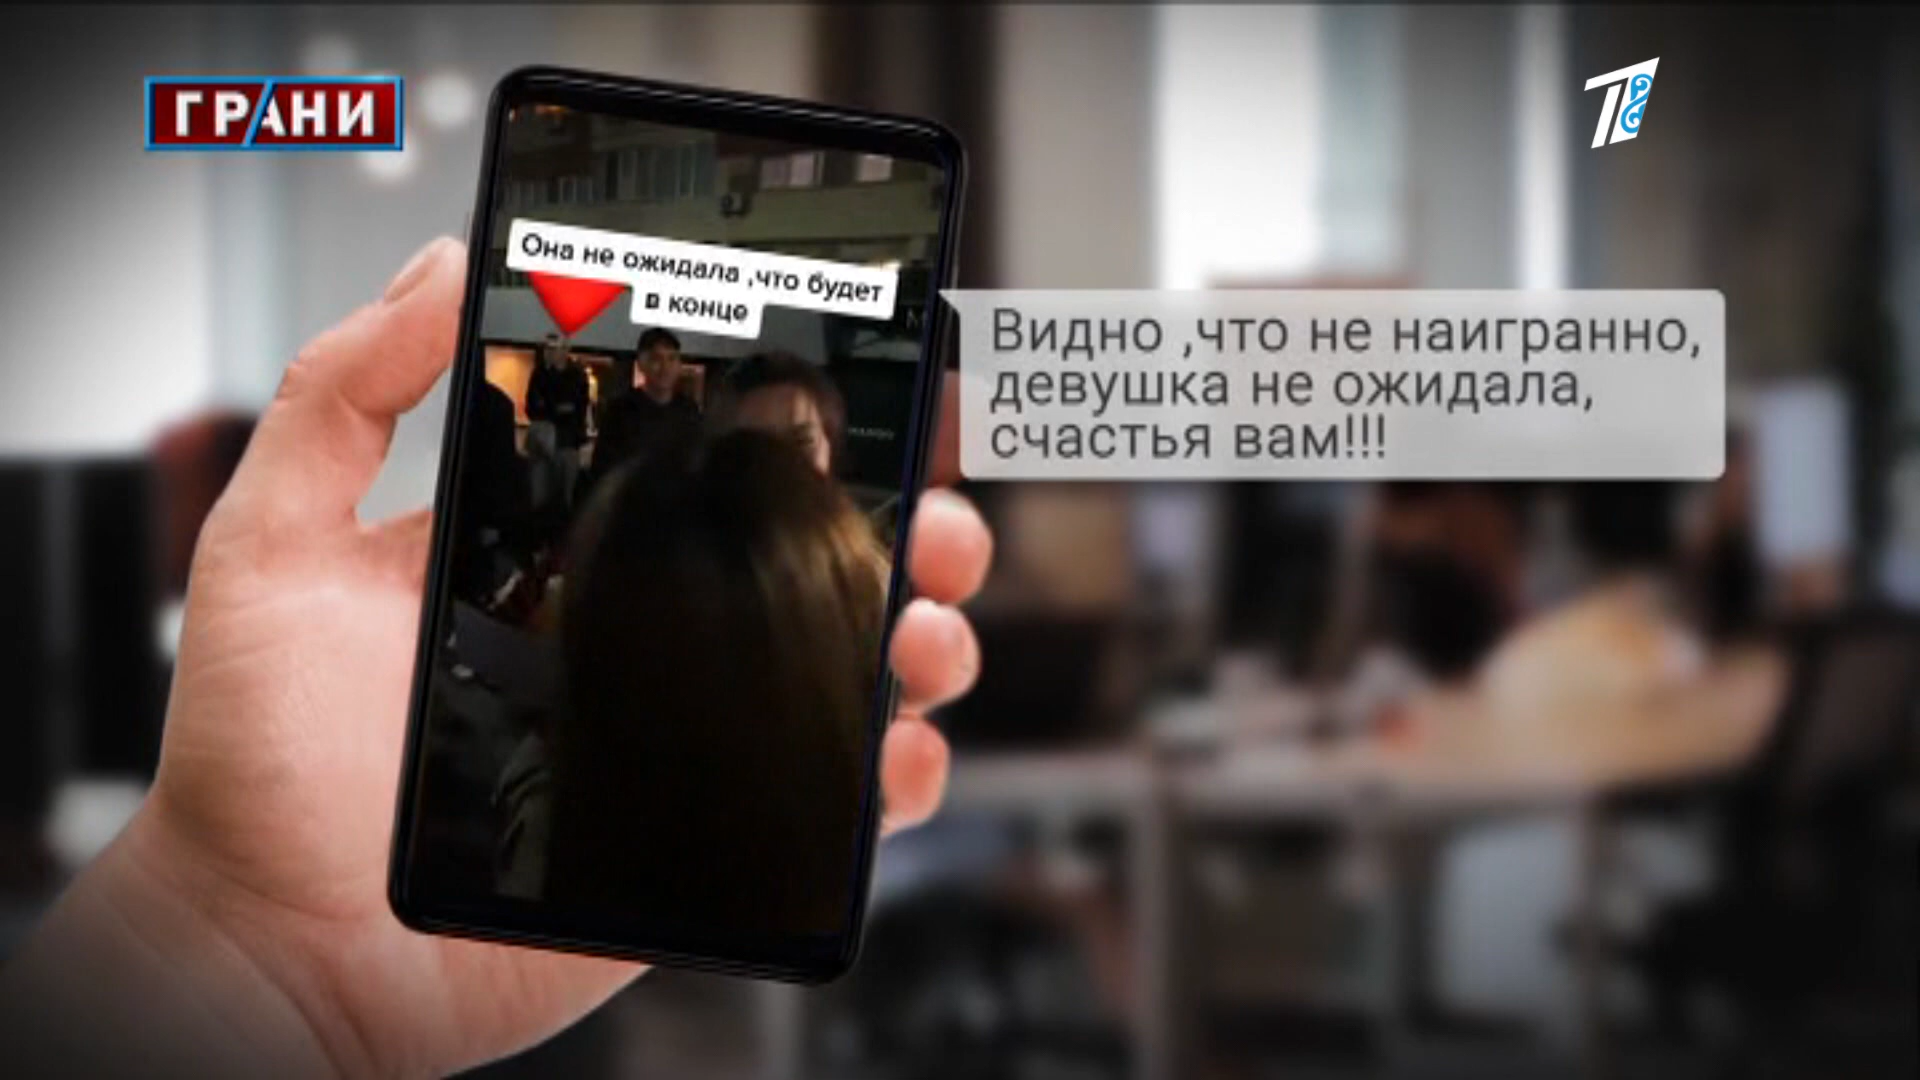 ГРАНИ
Она не ожидала ,что будет
в конце
Видно ,что не наигранно,
девушка не ожидала,
счастья вам!!!